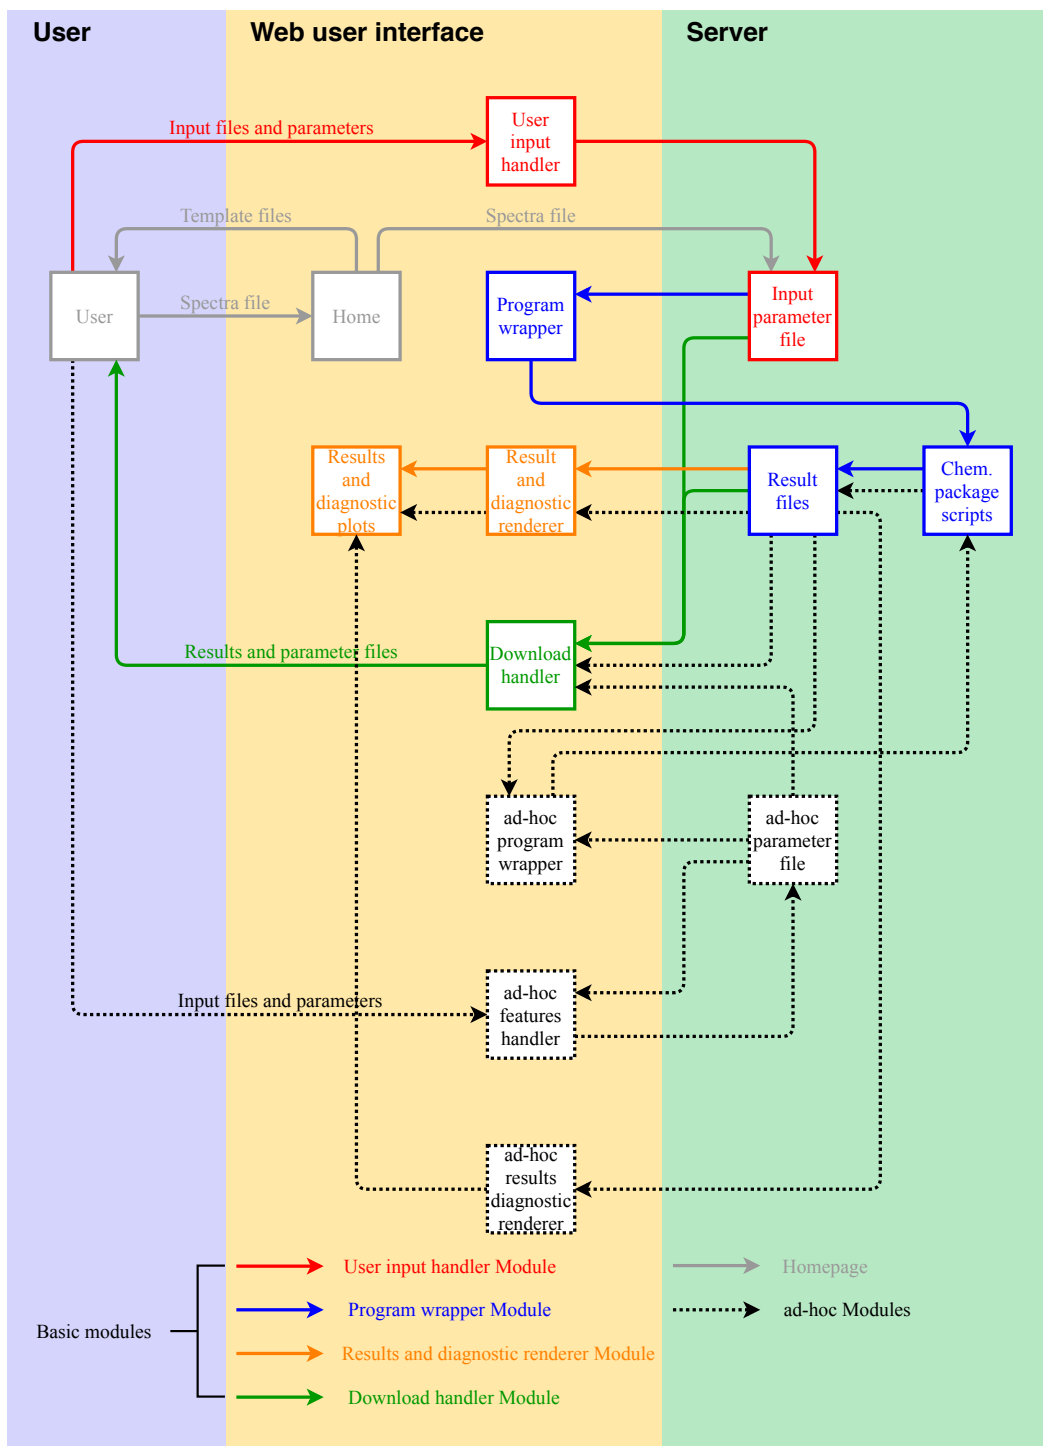 User
Web user interface
Server
Input files and parameters
User
input
handler
Template files
Spectra file
User
Spectra file
Home
Program
wrapper
Input
parameter
file
Results
and
diagnostic
plots
Result
and
diagnostic
renderer
Result
files
Chem.
package
scripts
Results and parameter files
Download
handler
ad-hoc
program
wrapper
ad-hoc
parameter
file
Input files and parameters
ad-hoc
features
handler
ad-hoc
results
diagnostic
renderer
Basic modules
User input handler Module
Program wrapper Module
Results and diagnostic renderer Module
Download handler Module
Homepage
ad-hoc Modules